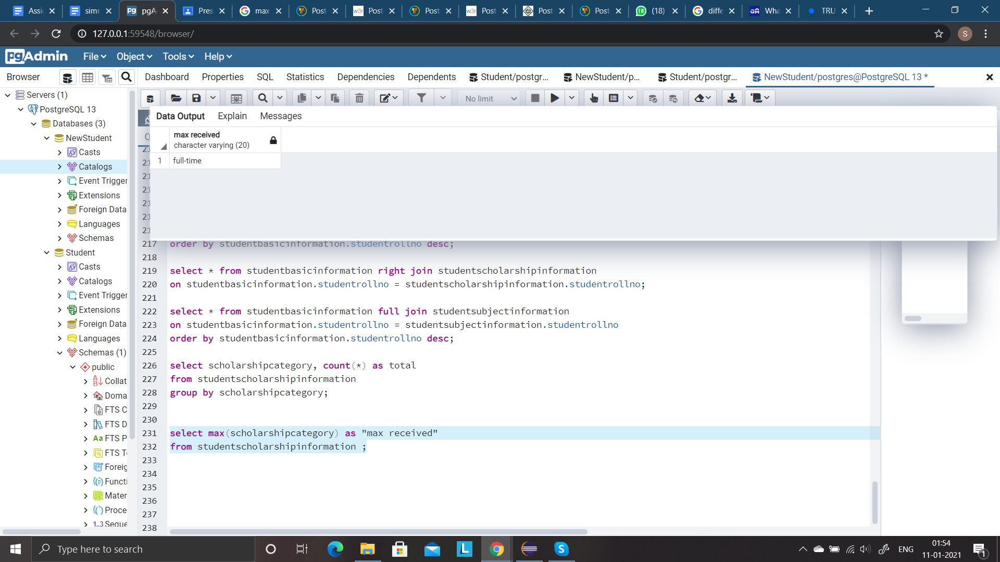 Assi
simr
pgA
Pres
max
Post
Post
Post
Post
Post
Post
(18)
diffe
Wha
TRU
127.0.0.1:59548/browser/
S
pgAdmin
File
Object
Tools
Help
Browser
Dashboard
Properties
SQL
Statistics
Dependencies
Dependents
Student/postgr...
NewStudent/p...
Student/postgr...
NewStudent/postgres@PostgreSQL 13 *
No limit
Servers (1)
PostgreSQL 13
Databases (3)
NewStudent
Casts
Catalogs
Event Trigger
Extensions
Foreign Data
Languages
Schemas
Student
Casts
Catalogs
Event Trigger
Extensions
Foreign Data
Languages
Schemas (1)
public
Collat
Doma
FTS C
FTS D
FTS P
FTS T
Foreig
Functi
Mater
Proce
Seque
Data Output
Explain
Messages
max received
character varying (20)
1 full-time
217 order by studentbasicinformation.studentrollno desc;
218
219 select * from studentbasicinformation right join studentscholarshipinformation
220 on studentbasicinformation.studentrollno = studentscholarshipinformation.studentrollno;
221
222 select * from studentbasicinformation full join studentsubjectinformation
223 on studentbasicinformation.studentrollno = studentsubjectinformation.studentrollno
224 order by studentbasicinformation.studentrollno desc;
225
226 select scholarshipcategory, count(*) as total
227 from studentscholarshipinformation
228 group by scholarshipcategory;
229
230
231 select max(scholarshipcategory) as "max received"
232 from studentscholarshipinformation ;
233
234
235
236
237
238
Type here to search
ENG
01:54
11-01-2021
1